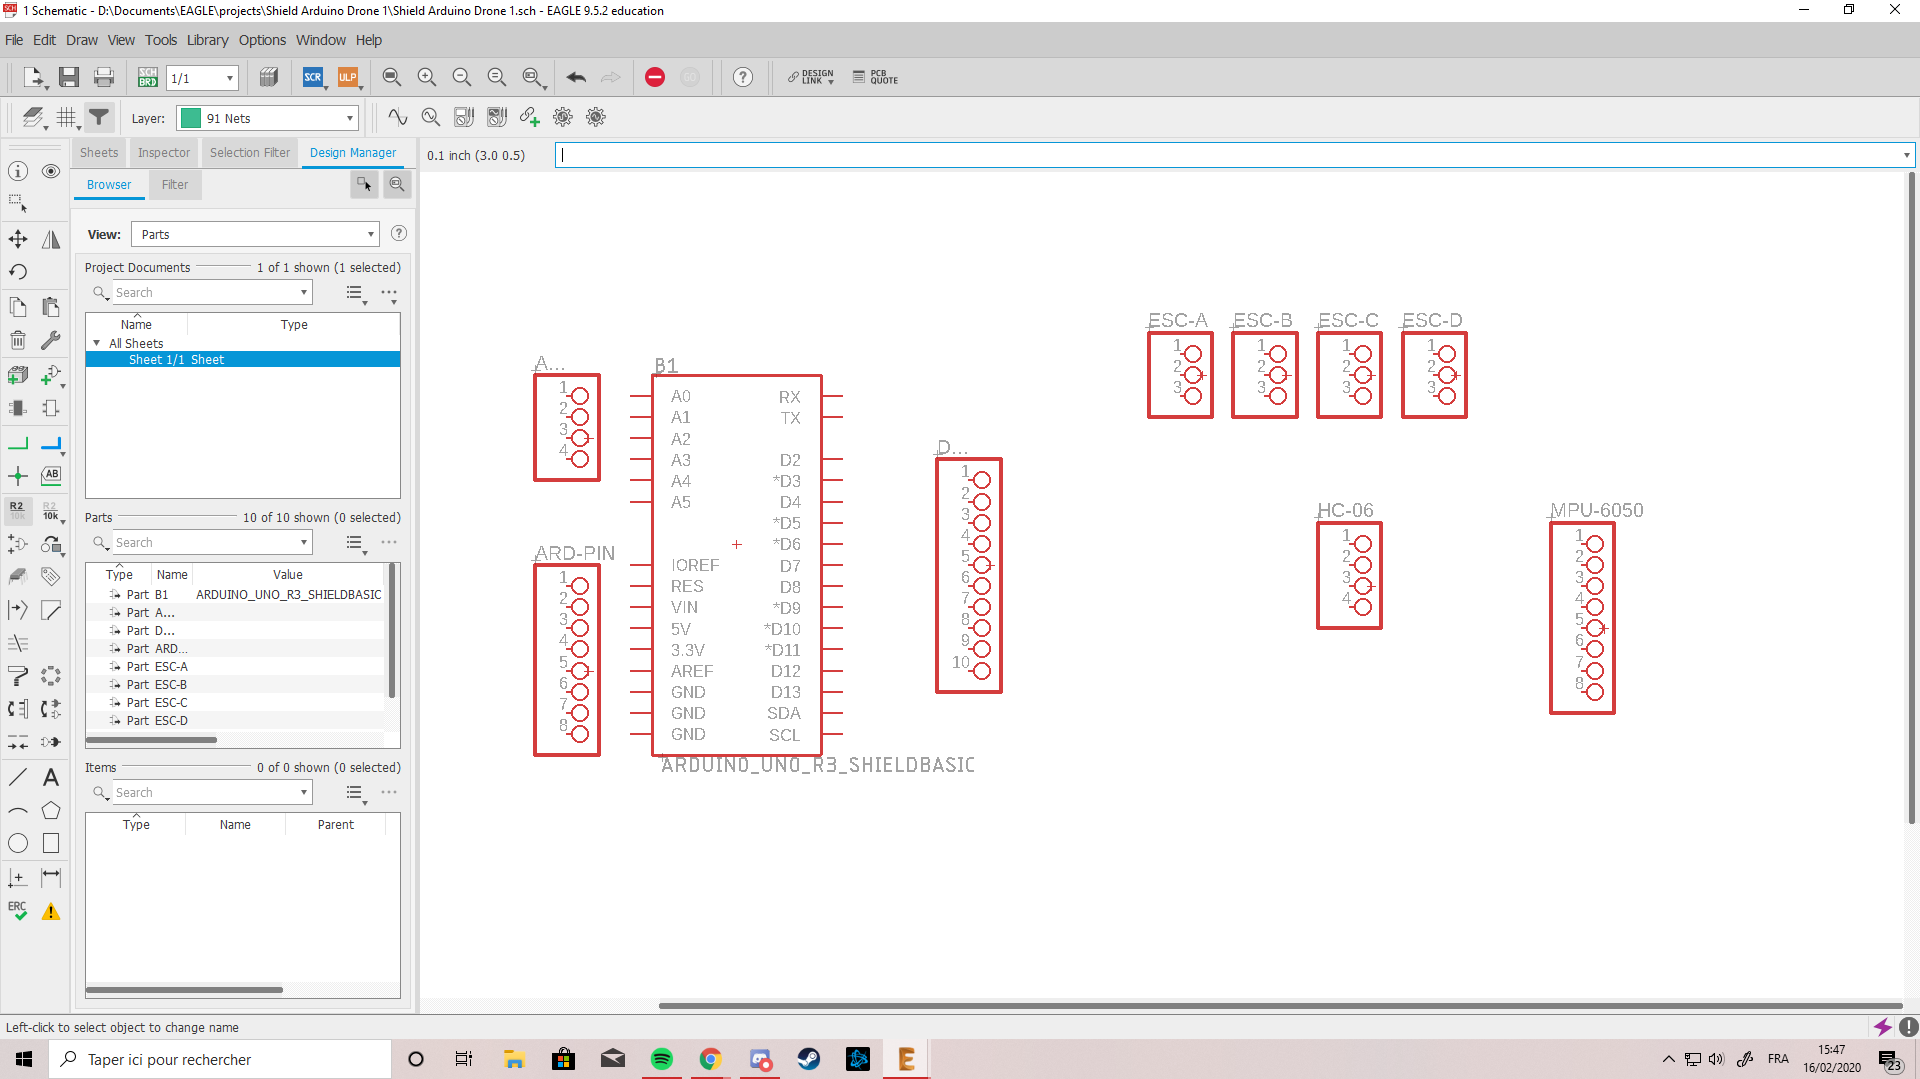 1 Schematic - D:\Documents\EAGLE\projects\Shield Arduino Drone 1\Shield Arduino Drone 1.sch - EAGLE 9.5.2 education
File Edit Draw View Tools Library Options Window Help
SCH BRD 1/1 SCR ULP GO DESIGN LINK PCB QUOTE
Layer: 91 Nets
Sheets Inspector Selection Filter Design Manager
0.1 inch (3.0 0.5)
Browser Filter
View: Parts
Project Documents 1 of 1 shown (1 selected)
Search
Name Type
All Sheets
Sheet 1/1 Sheet
AB
R2 10k R2 10k
Parts 10 of 10 shown (0 selected)
Search
Type Name Value
Part B1 ARDUINO_UNO_R3_SHIELDBASIC
Part A...
Part D...
Part ARD...
Part ESC-A
Part ESC-B
Part ESC-C
Part ESC-D
Items 0 of 0 shown (0 selected)
Search
Type Name Parent
A
ERC
A...
1
2
3
4
ARD-PIN
1
2
3
4
5
6
7
8
B1
A0 RX
A1 TX
A2
A3 D2
A4 *D3
A5 D4
*D5
*D6
IOREF D7
RES D8
VIN *D9
5V *D10
3.3V *D11
AREF D12
GND D13
GND SDA
GND SCL
ARDUINO_UNO_R3_SHIELDBASIC
D...
1
2
3
4
5
6
7
8
9
10
ESC-A ESC-B ESC-C ESC-D
1 1 1 1
2 2 2 2
3 3 3 3
HC-06
1
2
3
4
MPU-6050
1
2
3
4
5
6
7
8
Left-click to select object to change name
Taper ici pour rechercher
FRA
15:47
16/02/2020
23